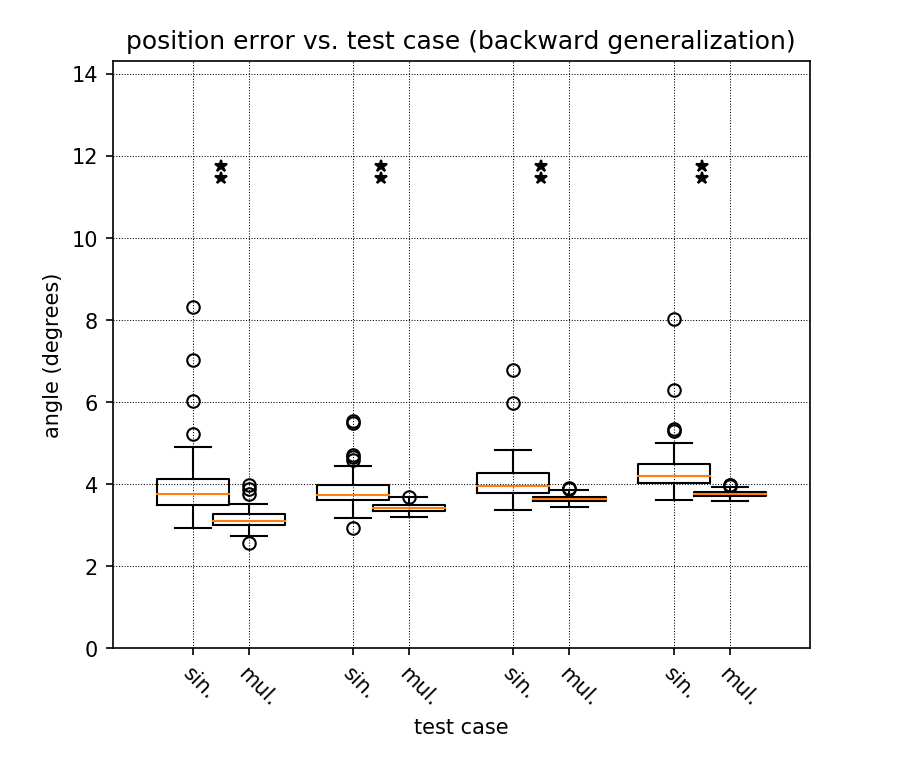 position error vs. test case (backward generalization)
14
12
10
8
6
4
2
0
angle (degrees)
sin. mul. sin. mul. sin. mul. sin. mul.
test case